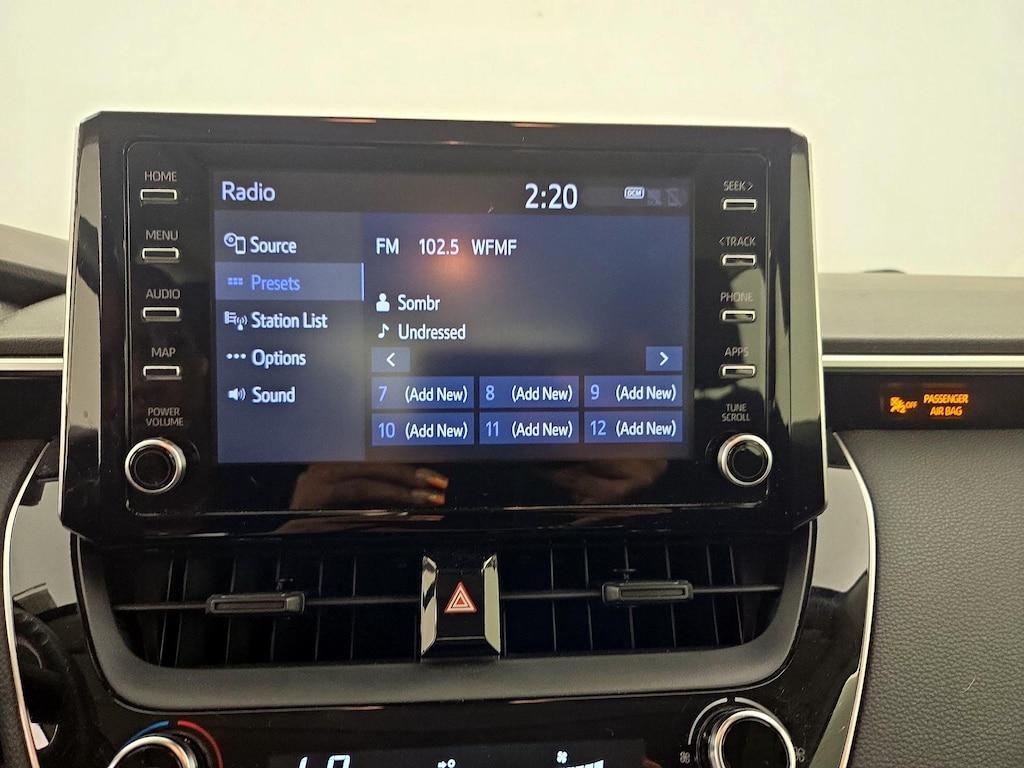 HOME
MENU
AUDIO
MAP
POWER
VOLUME
Radio
2:20
DCM
Source
Presets
Station List
Options
Sound
FM 102.5 WFMF
Sombr
Undressed
< >
7 (Add New) 8 (Add New) 9 (Add New)
10 (Add New) 11 (Add New) 12 (Add New)
SEEK >
< TRACK
PHONE
APPS
TUNE
SCROLL
OFF PASSENGER
AIR BAG